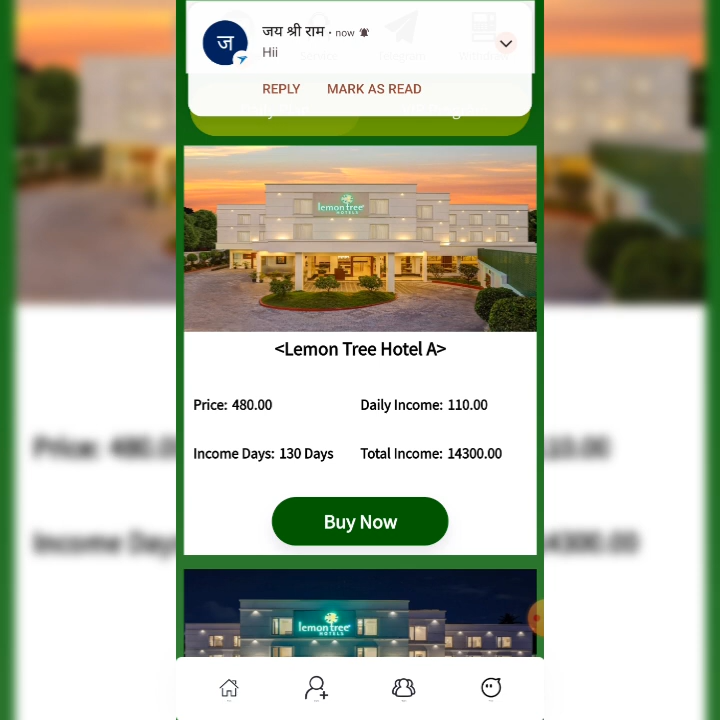 जय श्री राम · now
Hii
REPLY MARK AS READ
lemon tree
HOTELS
<Lemon Tree Hotel A>
Price: 480.00 Daily Income: 110.00
Income Days: 130 Days Total Income: 14300.00
Buy Now
lemon tree
HOTELS